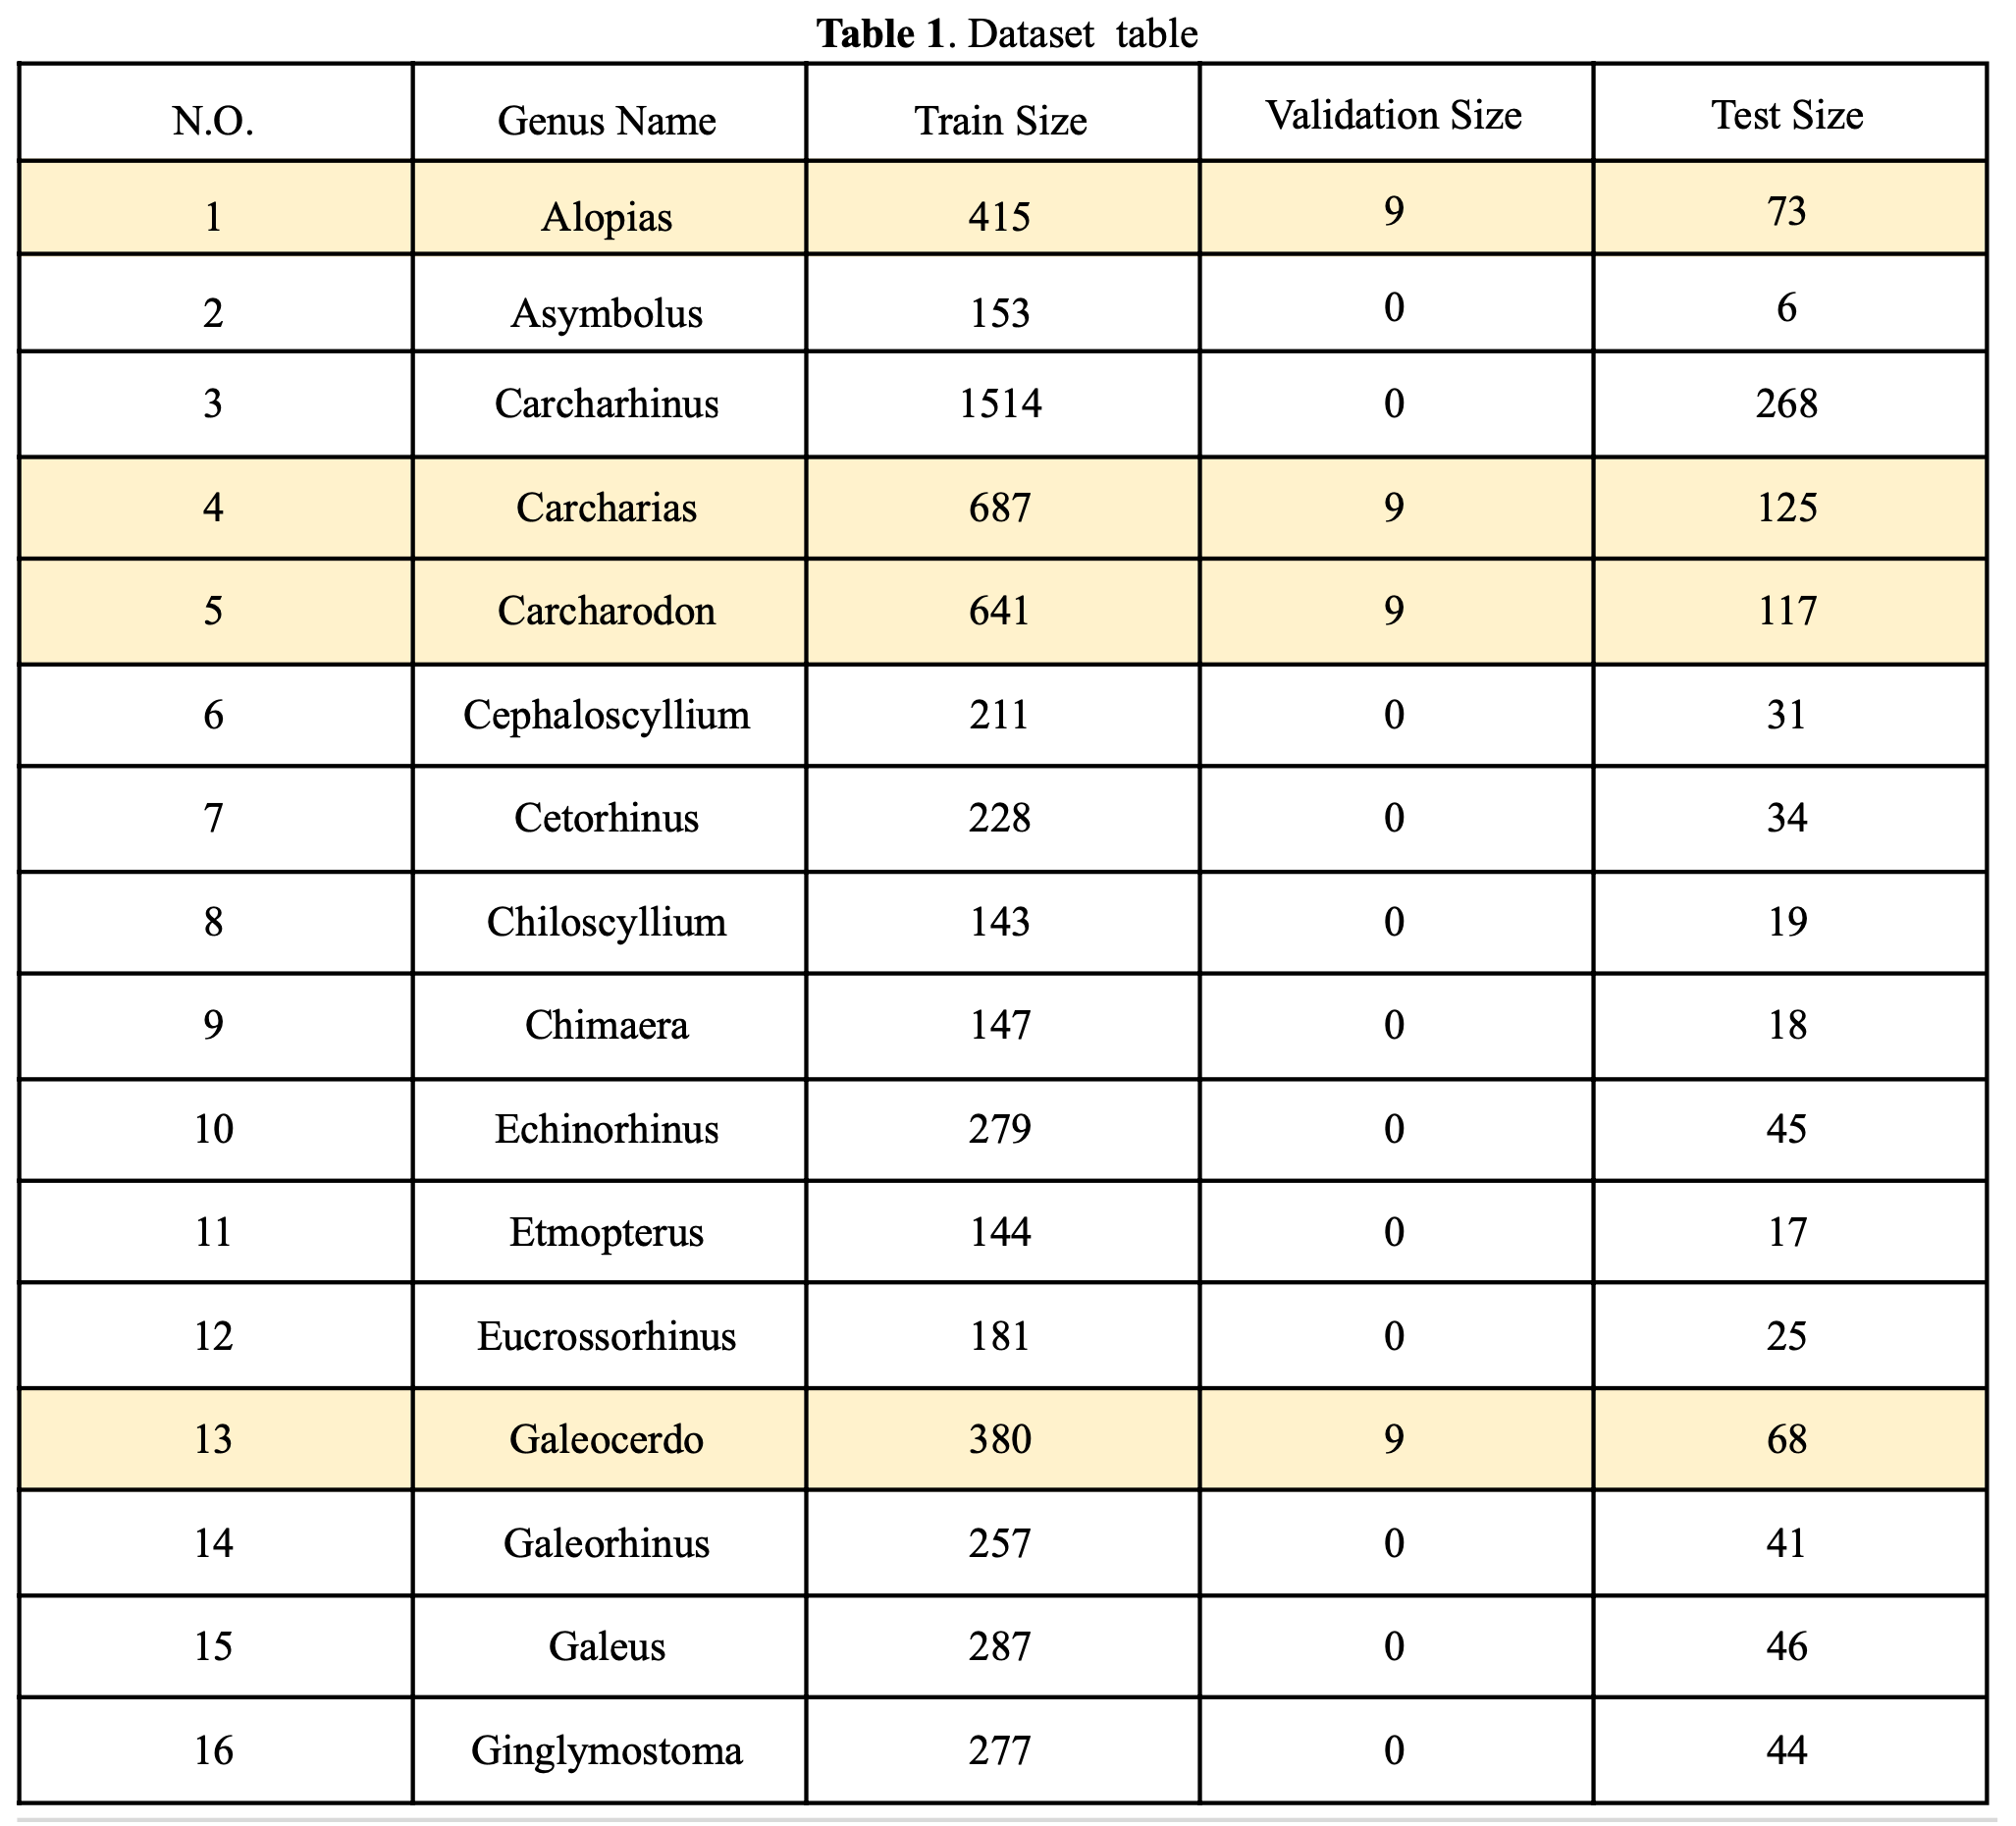 Table 1. Dataset table
N.O. Genus Name Train Size Validation Size Test Size
1 Alopias 415 9 73
2 Asymbolus 153 0 6
3 Carcharhinus 1514 0 268
4 Carcharias 687 9 125
5 Carcharodon 641 9 117
6 Cephaloscyllium 211 0 31
7 Cetorhinus 228 0 34
8 Chiloscyllium 143 0 19
9 Chimaera 147 0 18
10 Echinorhinus 279 0 45
11 Etmopterus 144 0 17
12 Eucrossorhinus 181 0 25
13 Galeocerdo 380 9 68
14 Galeorhinus 257 0 41
15 Galeus 287 0 46
16 Ginglymostoma 277 0 44